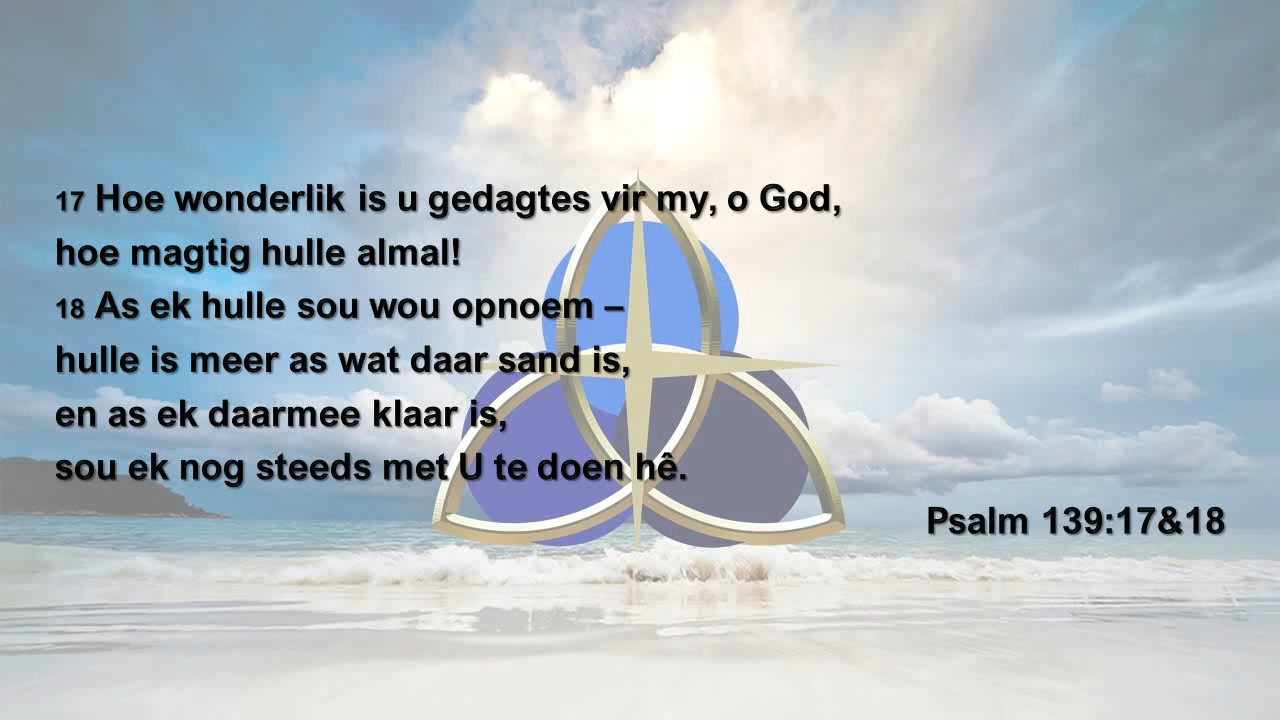 17 Hoe wonderlik is u gedagtes vir my, o God,
hoe magtig hulle almal!
18 As ek hulle sou wou opnoem –
hulle is meer as wat daar sand is,
en as ek daarmee klaar is,
sou ek nog steeds met U te doen hê.
Psalm 139:17&18